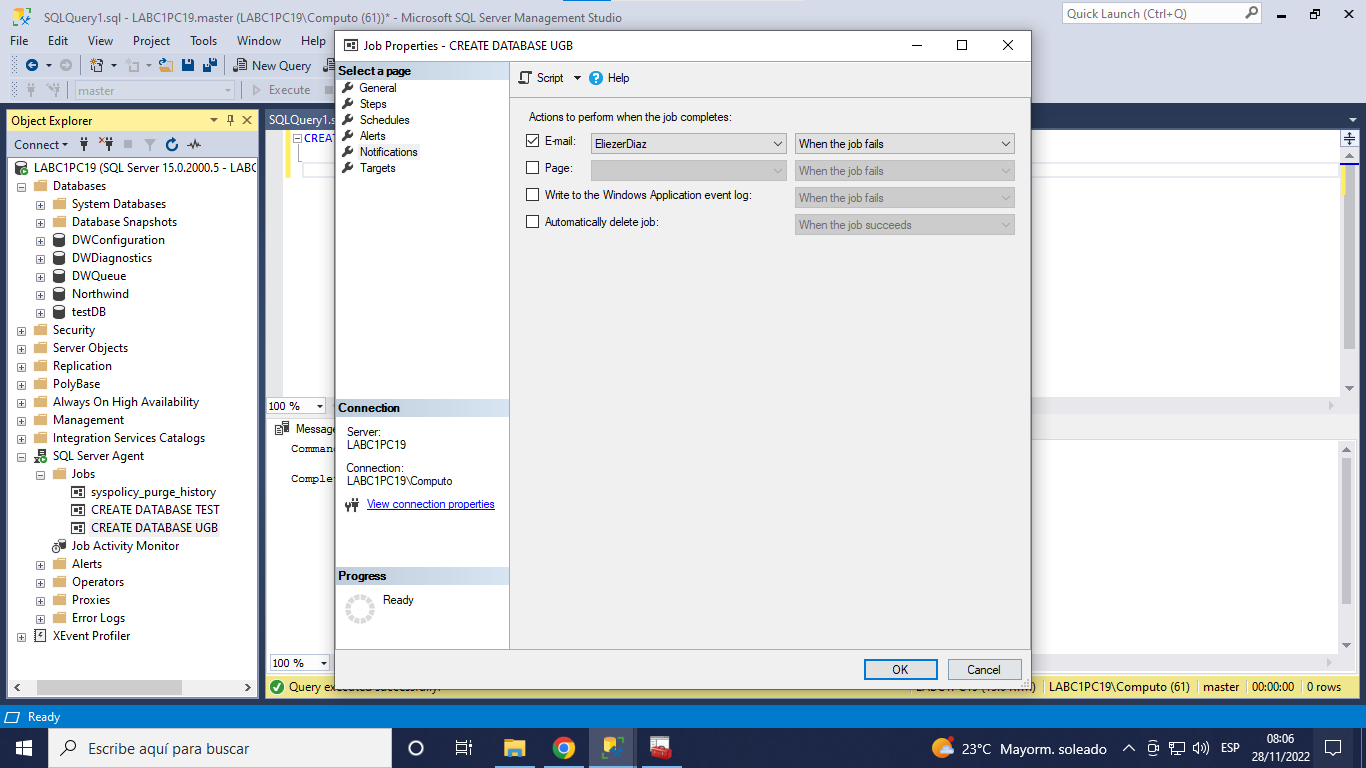 SQLQuery1.sql - LABC1PC19.master (LABC1PC19\Computo (61))* - Microsoft SQL Server Management Studio
Quick Launch (Ctrl+Q)
File Edit View Project Tools Window Help
New Query
master
Execute
Object Explorer
Connect
LABC1PC19 (SQL Server 15.0.2000.5 - LABC
Databases
System Databases
Database Snapshots
DWConfiguration
DWDiagnostics
DWQueue
Northwind
testDB
Security
Server Objects
Replication
PolyBase
Always On High Availability
Management
Integration Services Catalogs
SQL Server Agent
Jobs
syspolicy_purge_history
CREATE DATABASE TEST
CREATE DATABASE UGB
Job Activity Monitor
Alerts
Operators
Proxies
Error Logs
XEvent Profiler
SQLQuery1.s
CREA
100 %
Message
Comman
Comple
100 %
Job Properties - CREATE DATABASE UGB
Select a page
General
Steps
Schedules
Alerts
Notifications
Targets
Connection
Server:
LABC1PC19
Connection:
LABC1PC19\Computo
View connection properties
Progress
Ready
Script Help
Actions to perform when the job completes:
Email: EliezerDiaz When the job fails
Page: When the job fails
Write to the Windows Application event log: When the job fails
Automatically delete job: When the job succeeds
OK Cancel
Query executed successfully.
LABC1PC19\Computo (61) master 00:00:00 0 rows
Ready
Escribe aquí para buscar
23°C Mayorm. soleado
ESP
08:06
28/11/2022